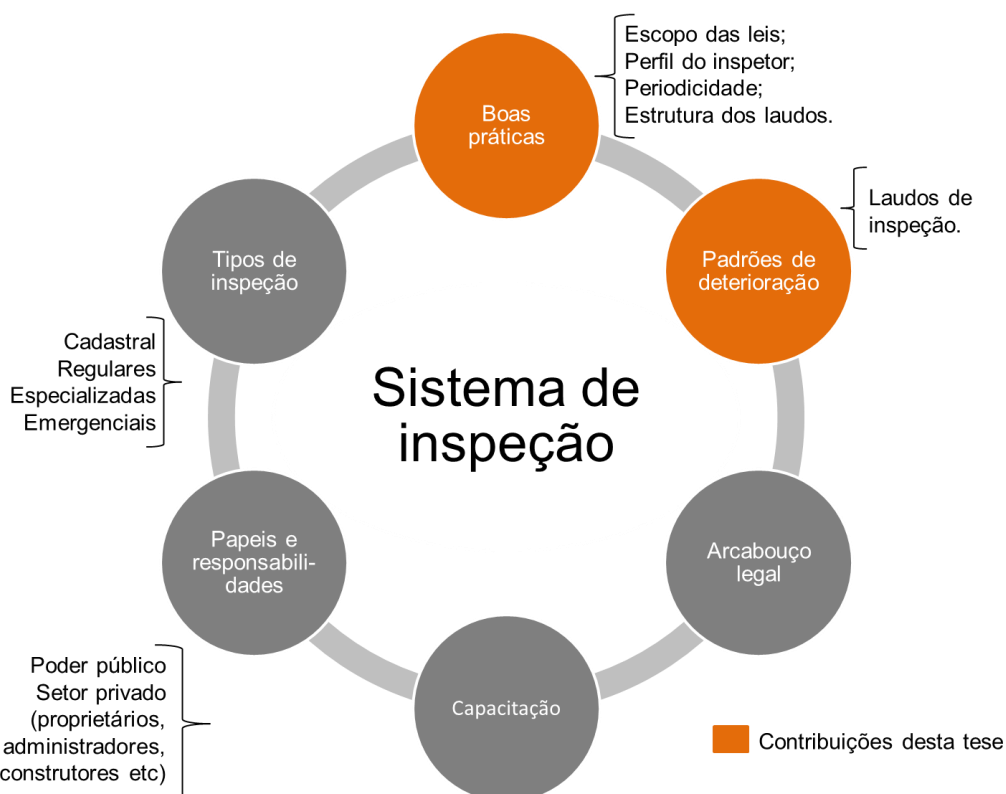 Escopo das leis;
Perfil do inspetor;
Periodicidade;
Estrutura dos laudos.
Boas
práticas
Laudos de
inspeção.
Padrões de
deterioração
Tipos de
inspeção
Cadastral
Regulares
Especializadas
Emergenciais
Sistema de
inspeção
Papeis e
responsabili-
dades
Arcabouço
legal
Poder público
Setor privado
(proprietários,
administradores,
construtores etc)
Capacitação
Contribuições desta tese